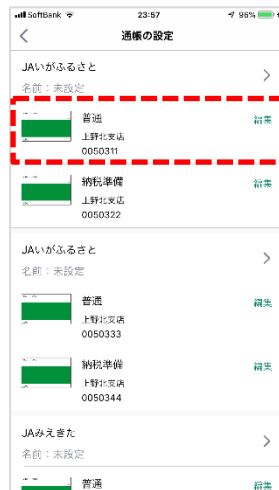 SoftBank 23:57 96%
通帳の設定
JAいがふるさと
名前：未設定
普通 編集
上野北支店
0050311
納税準備 編集
上野北支店
0050322
JAいがふるさと
名前：未設定
普通 編集
上野北支店
0050333
納税準備 編集
上野北支店
0050344
JAみえきた
名前：未設定
普通 編集